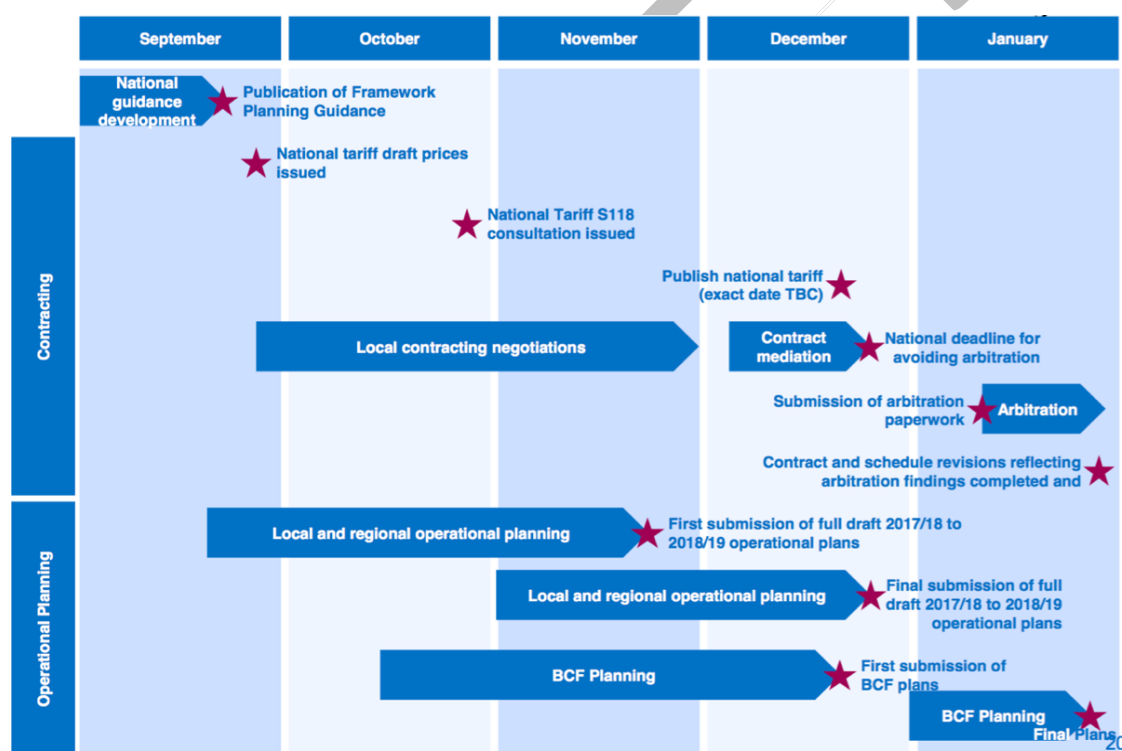 September
October
November
December
January
National
guidance
development
Publication of Framework
Planning Guidance
Contracting
National tariff draft prices
issued
National Tariff S118
consultation issued
Publish national tariff
(exact date TBC)
Local contracting negotiations
Contract
mediation
National deadline for
avoiding arbitration
Submission of arbitration
paperwork
Arbitration
Contract and schedule revisions reflecting
arbitration findings completed and
Operational Planning
Local and regional operational planning
First submission of full draft 2017/18 to
2018/19 operational plans
Local and regional operational planning
Final submission of full
draft 2017/18 to 2018/19
operational plans
BCF Planning
First submission of
BCF plans
BCF Planning
Final Plans
20